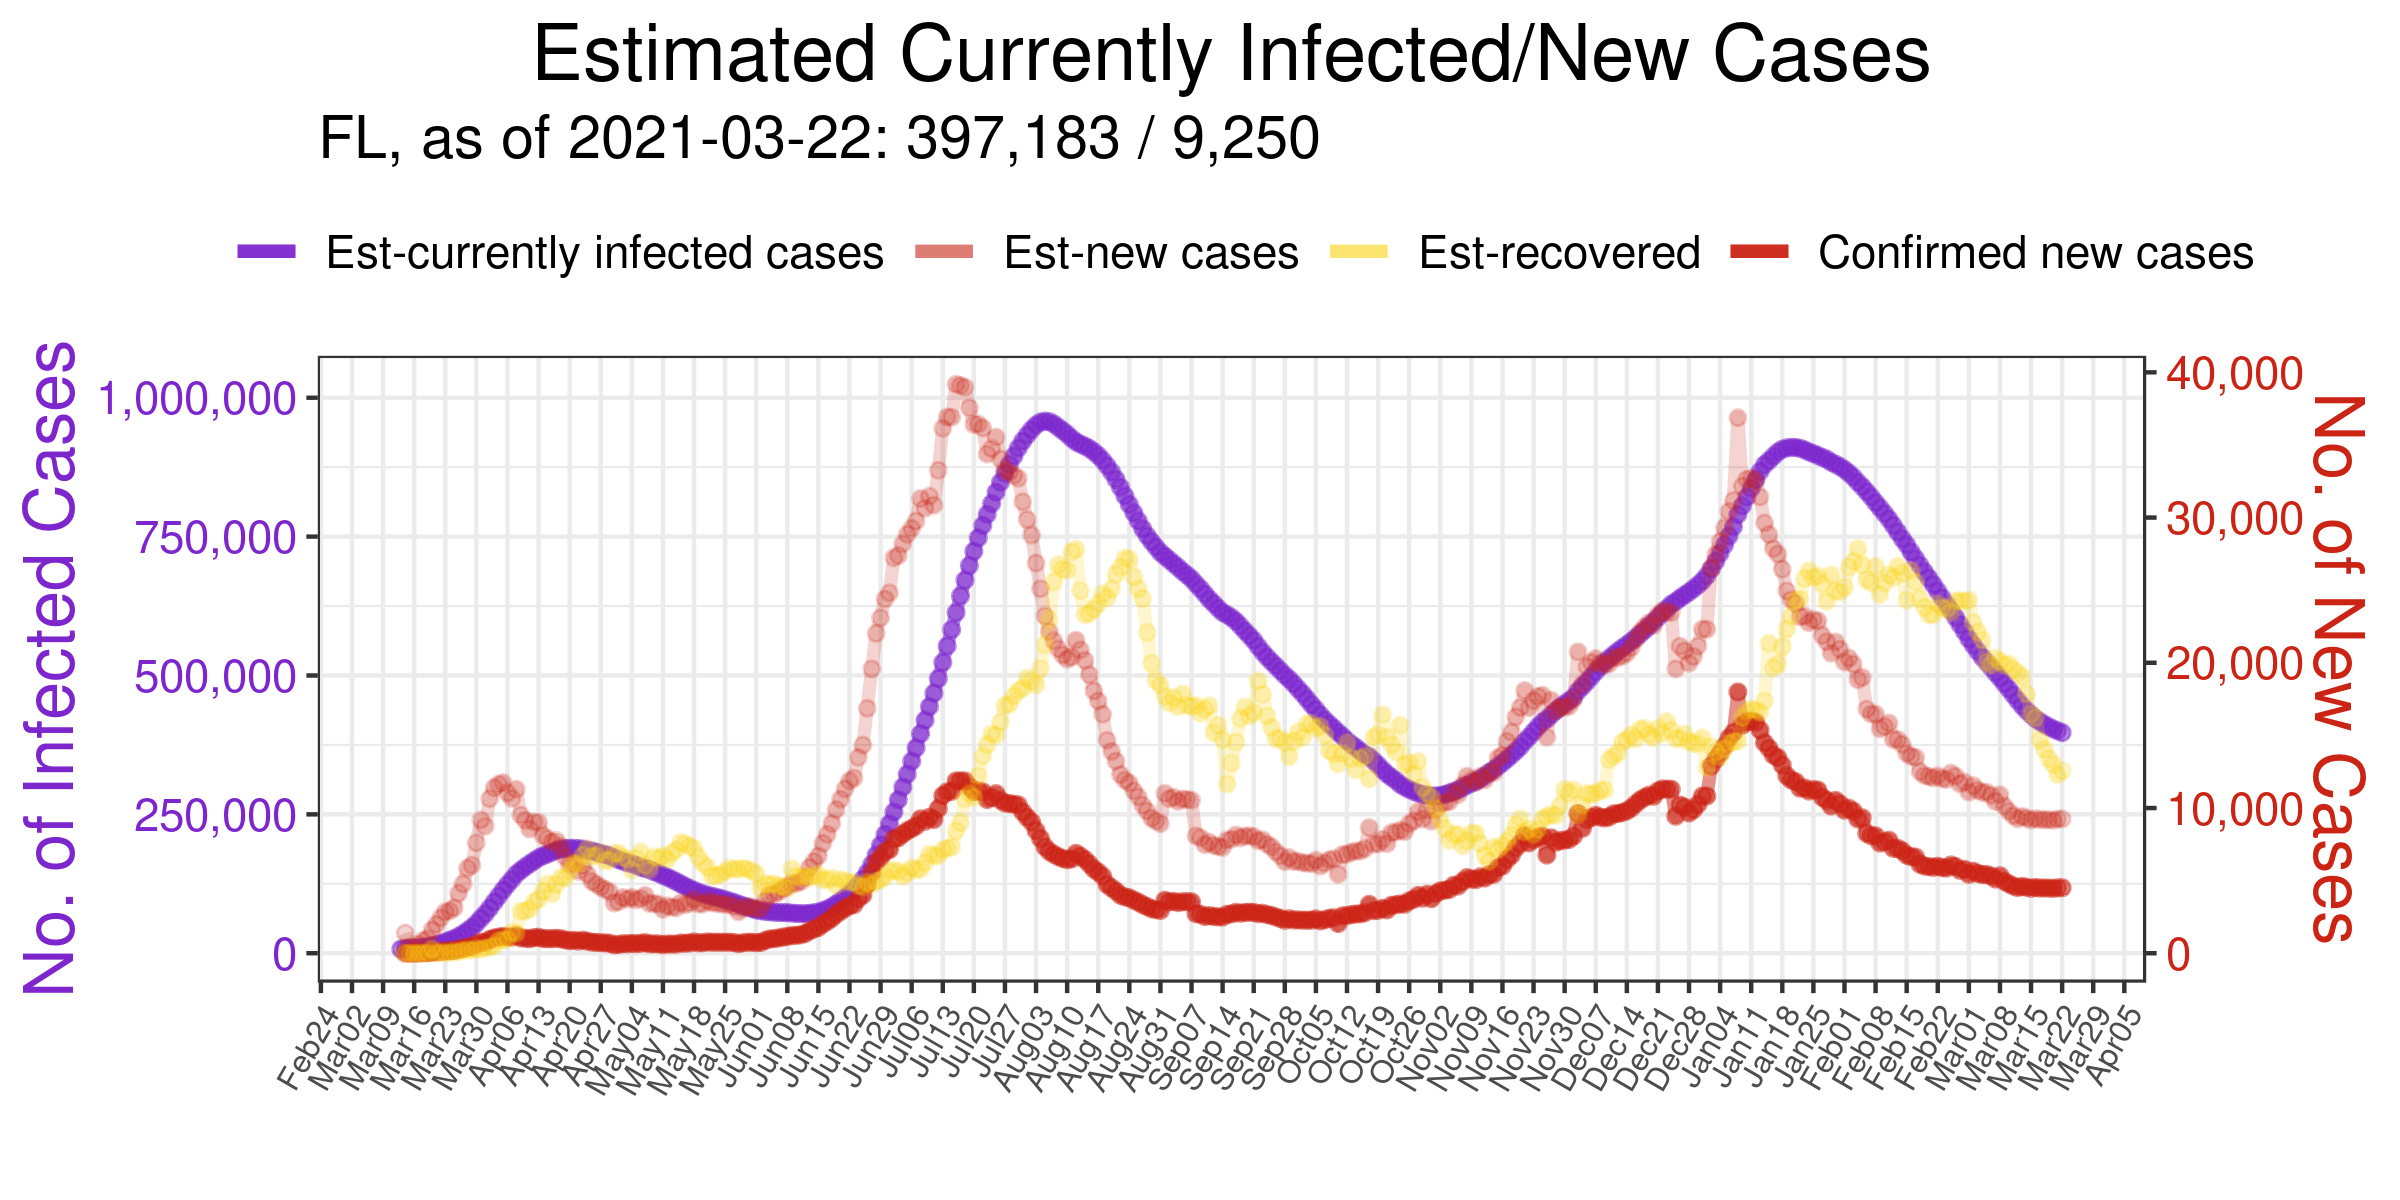 Estimated Currently Infected/New Cases
FL, as of 2021-03-22: 397,183 / 9,250
Est-currently infected cases
Est-new cases
Est-recovered
Confirmed new cases
No. of Infected Cases
1,000,000
750,000
500,000
250,000
0
40,000
30,000
20,000
10,000
0
No. of New Cases
Feb24
Mar02
Mar09
Mar16
Mar23
Mar30
Apr06
Apr13
Apr20
Apr27
May04
May11
May18
May25
Jun01
Jun08
Jun15
Jun22
Jun29
Jul06
Jul13
Jul20
Jul27
Aug03
Aug10
Aug17
Aug24
Aug31
Sep07
Sep14
Sep21
Sep28
Oct05
Oct12
Oct19
Oct26
Nov02
Nov09
Nov16
Nov23
Nov30
Dec07
Dec14
Dec21
Dec28
Jan04
Jan11
Jan18
Jan25
Feb01
Feb08
Feb15
Feb22
Mar01
Mar08
Mar15
Mar22
Mar29
Apr05